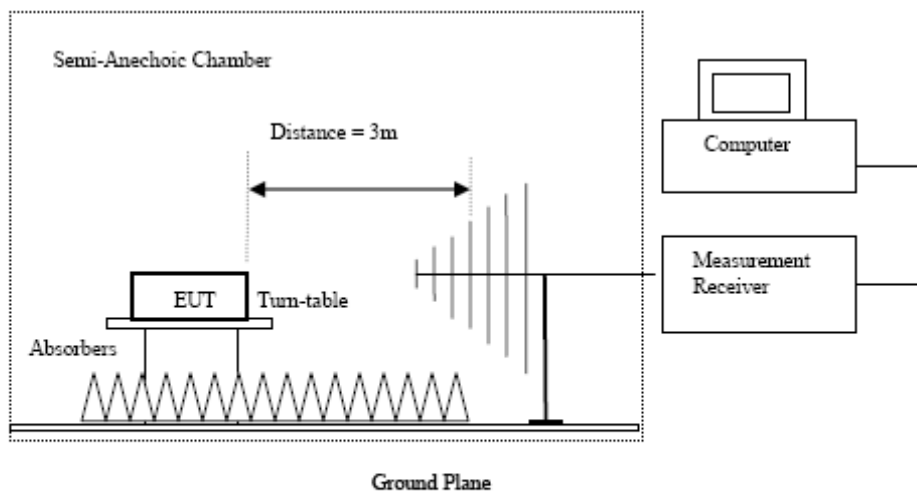 Semi-Anechoic Chamber
Distance = 3m
Computer
Measurement
Receiver
EUT
Turn-table
Absorbers
Ground Plane